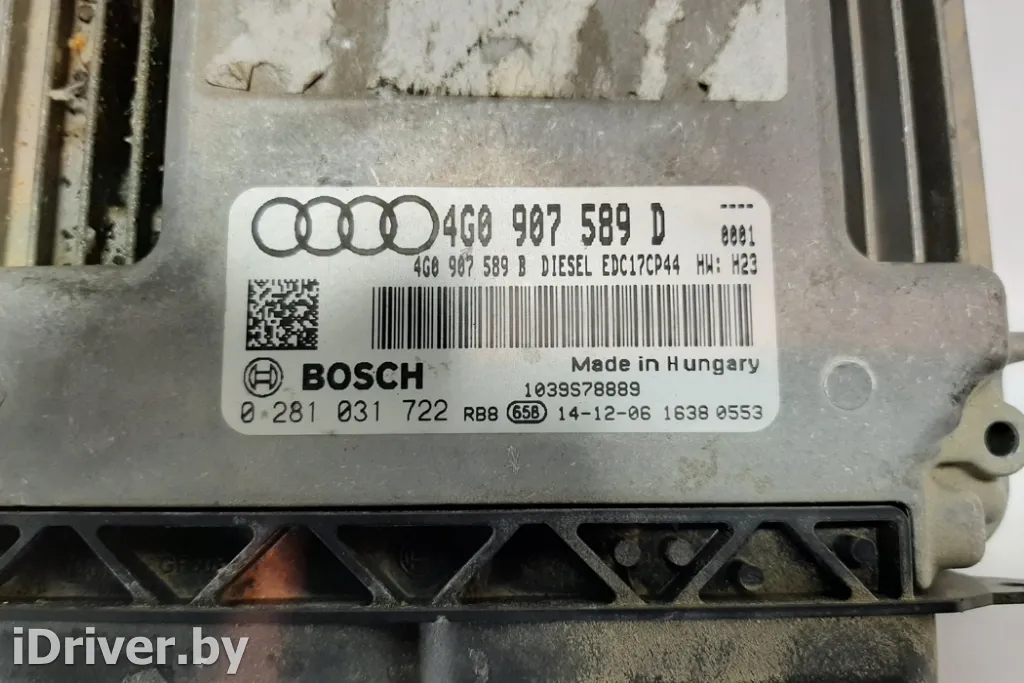 4G0 907 589 D
----
0001
4G0 907 589 B DIESEL EDC17CP44 HW: H23
BOSCH
Made in Hungary
1039S78889
0 281 031 722 RB8 658 14-12-06 1638 0553
iDriver.by